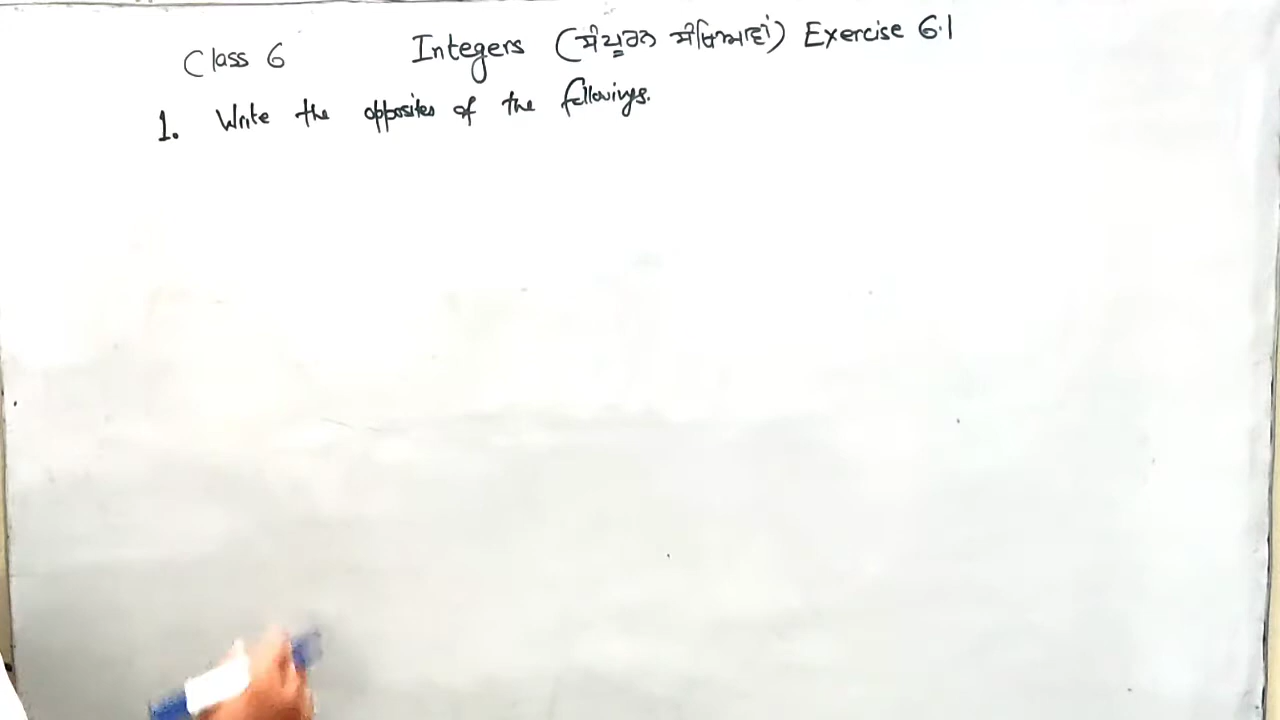 Class 6 Integers (ਸੰਪੂਰਨ ਸੰਖਿਆਵਾਂ) Exercise 6.1
1. Write the opposites of the followings.